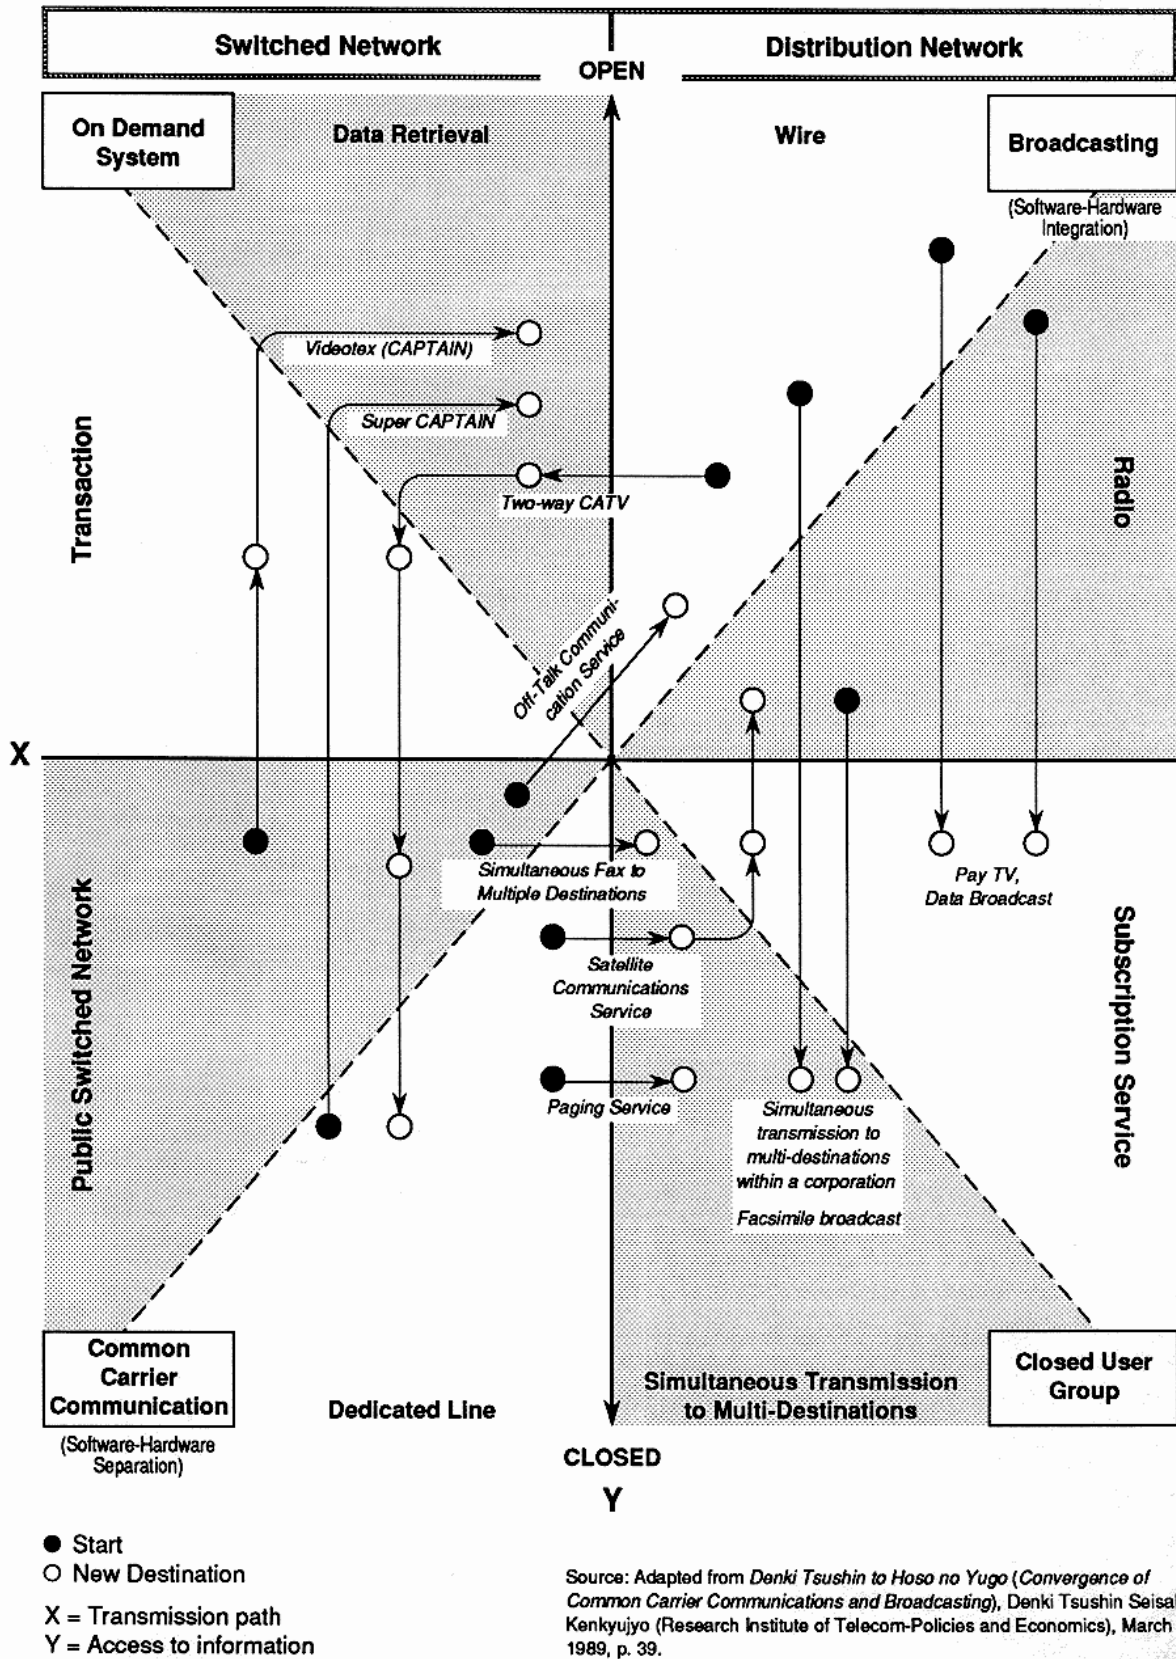 Switched Network
Distribution Network
OPEN
On Demand
System
Data Retrieval
Wire
Broadcasting
(Software-Hardware
Integration)
Videotex (CAPTAIN)
Super CAPTAIN
Two-way CATV
Transaction
Radio
Off-Talk Communi-
cation Service
X
Simultaneous Fax to
Multiple Destinations
Pay TV,
Data Broadcast
Satellite
Communications
Service
Public Switched Network
Subscription Service
Paging Service
Simultaneous
transmission to
multi-destinations
within a corporation
Facsimile broadcast
Common
Carrier
Communication
(Software-Hardware
Separation)
Dedicated Line
Simultaneous Transmission
to Multi-Destinations
Closed User
Group
CLOSED
Y
Start
New Destination
X = Transmission path
Y = Access to information
Source: Adapted from Denki Tsushin to Hoso no Yugo (Convergence of
Common Carrier Communications and Broadcasting), Denki Tsushin Seisa
Kenkyujyo (Research Institute of Telecom-Policies and Economics), March
1989, p. 39.